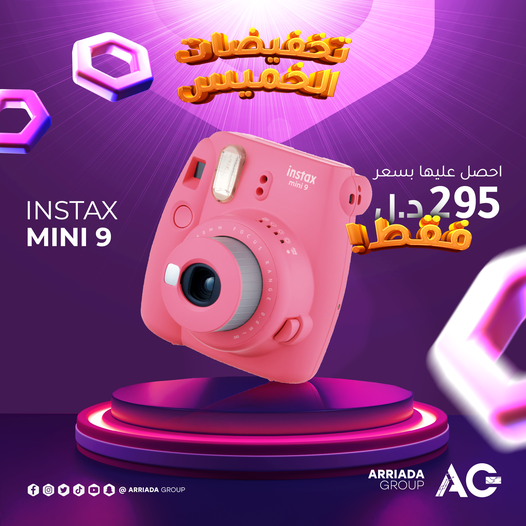 تخفيضات
الخميس
احصل عليها بسعر
295 د.ل
فقط!
INSTAX
MINI 9
instax
mini 9
@ ARRIADA GROUP
ARRIADA
GROUP
AG